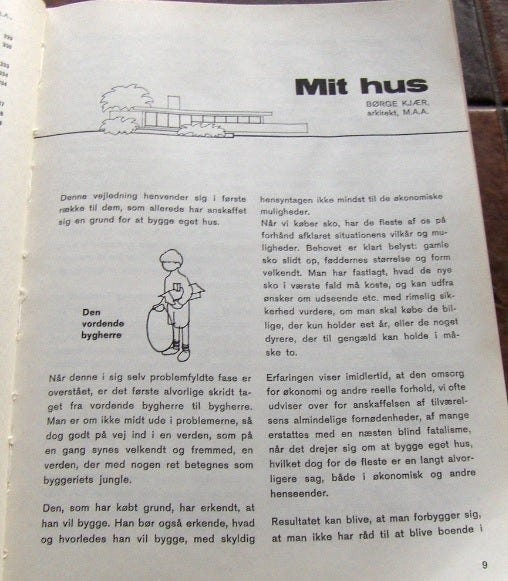 239
239
253
254
254
Mit hus
BØRGE KJÆR,
arkitekt, M.A.A.
Denne vejledning henvender sig i første
række til dem, som allerede har anskaffet
sig en grund for at bygge eget hus.
Den
vordende
bygherre
Når denne i sig selv problemfyldte fase er
overstået, er det første alvorlige skridt ta-
get fra vordende bygherre til bygherre.
Man er om ikke midt ude i problemerne, så
dog godt på vej ind i en verden, som på
en gang synes velkendt og fremmed, en
verden, der med nogen ret betegnes som
byggeriets jungle.
Den, som har købt grund, har erkendt, at
han vil bygge. Han bør også erkende, hvad
og hvorledes han vil bygge, med skyldig
hensyntagen ikke mindst til de økonomiske
muligheder.
Når vi køber sko, har de fleste af os på
forhånd afklaret situationens vilkår og mu-
ligheder. Behovet er klart belyst: gamle
sko slidt op, føddernes størrelse og form
velkendt. Man har fastlagt, hvad de nye
sko i værste fald må koste, og kan udfra
ønsker om udseende etc. med rimelig sik-
kerhed vurdere, om man skal købe de bil-
lige, der kun holder eet år, eller de noget
dyrere, der til gengæld kan holde i må-
ske to.
Erfaringen viser imidlertid, at den omsorg
for økonomi og andre reelle forhold, vi ofte
udviser over for anskaffelsen af tilværel-
sens almindelige fornødenheder, af mange
erstattes med en næsten blind fatalisme,
når det drejer sig om at bygge eget hus,
hvilket dog for de fleste er en langt alvor-
ligere sag, både i økonomisk og andre
henseender.
Resultatet kan blive, at man forbygger sig,
at man ikke har råd til at blive boende i
9